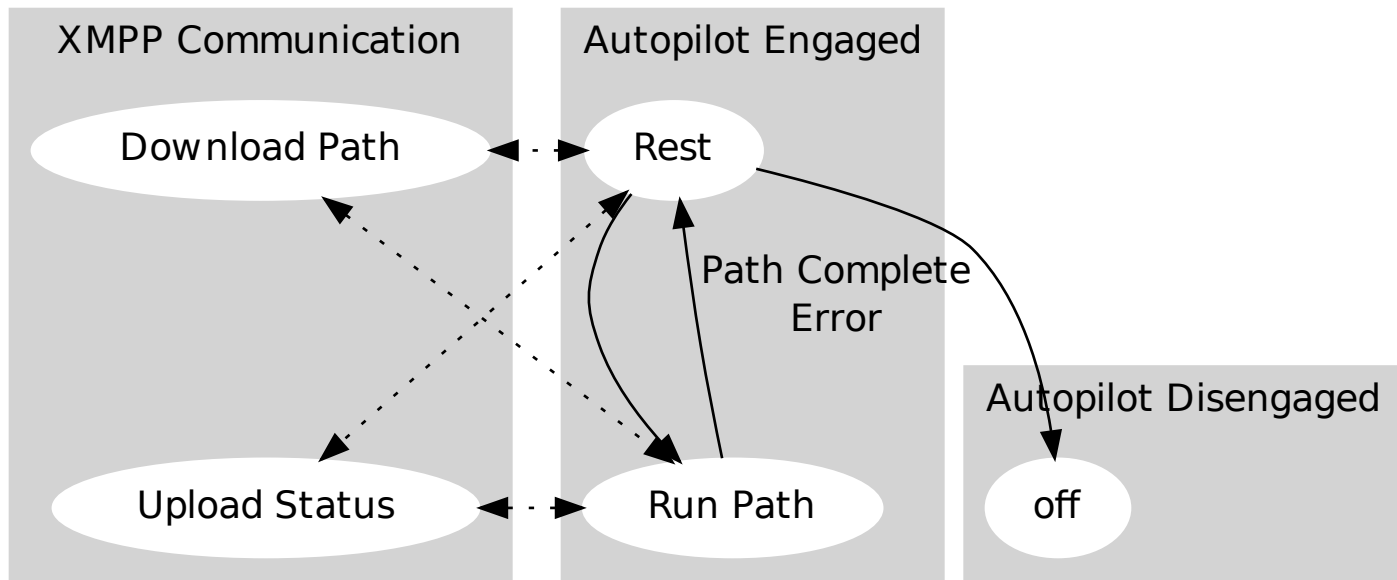 XMPP Communication
Autopilot Engaged
Download Path
Rest
Path Complete
Error
Autopilot Disengaged
Upload Status
Run Path
off